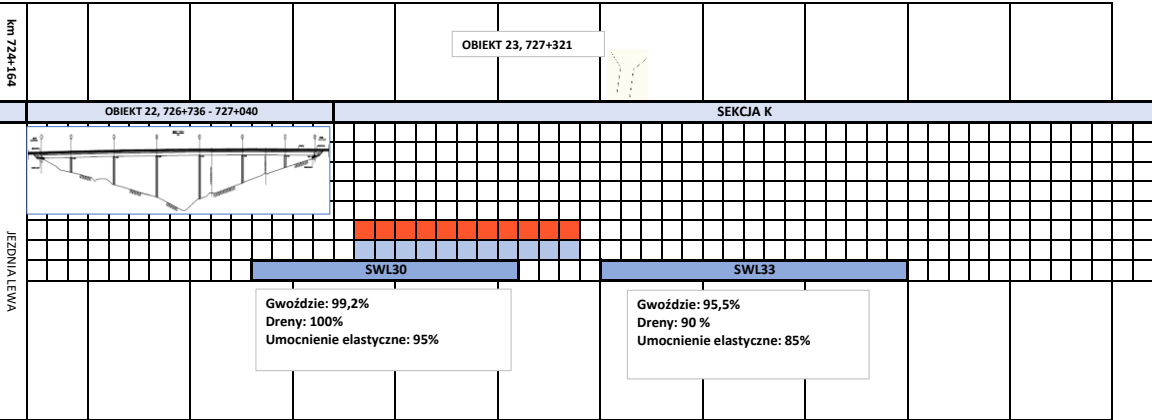 km 724+164
OBIEKT 23, 727+321
OBIEKT 22, 726+736 - 727+040
SEKCJA K
JEZDNIA LEWA
SWL30
SWL33
Gwoździe: 99,2%
Dreny: 100%
Umocnienie elastyczne: 95%
Gwoździe: 95,5%
Dreny: 90 %
Umocnienie elastyczne: 85%